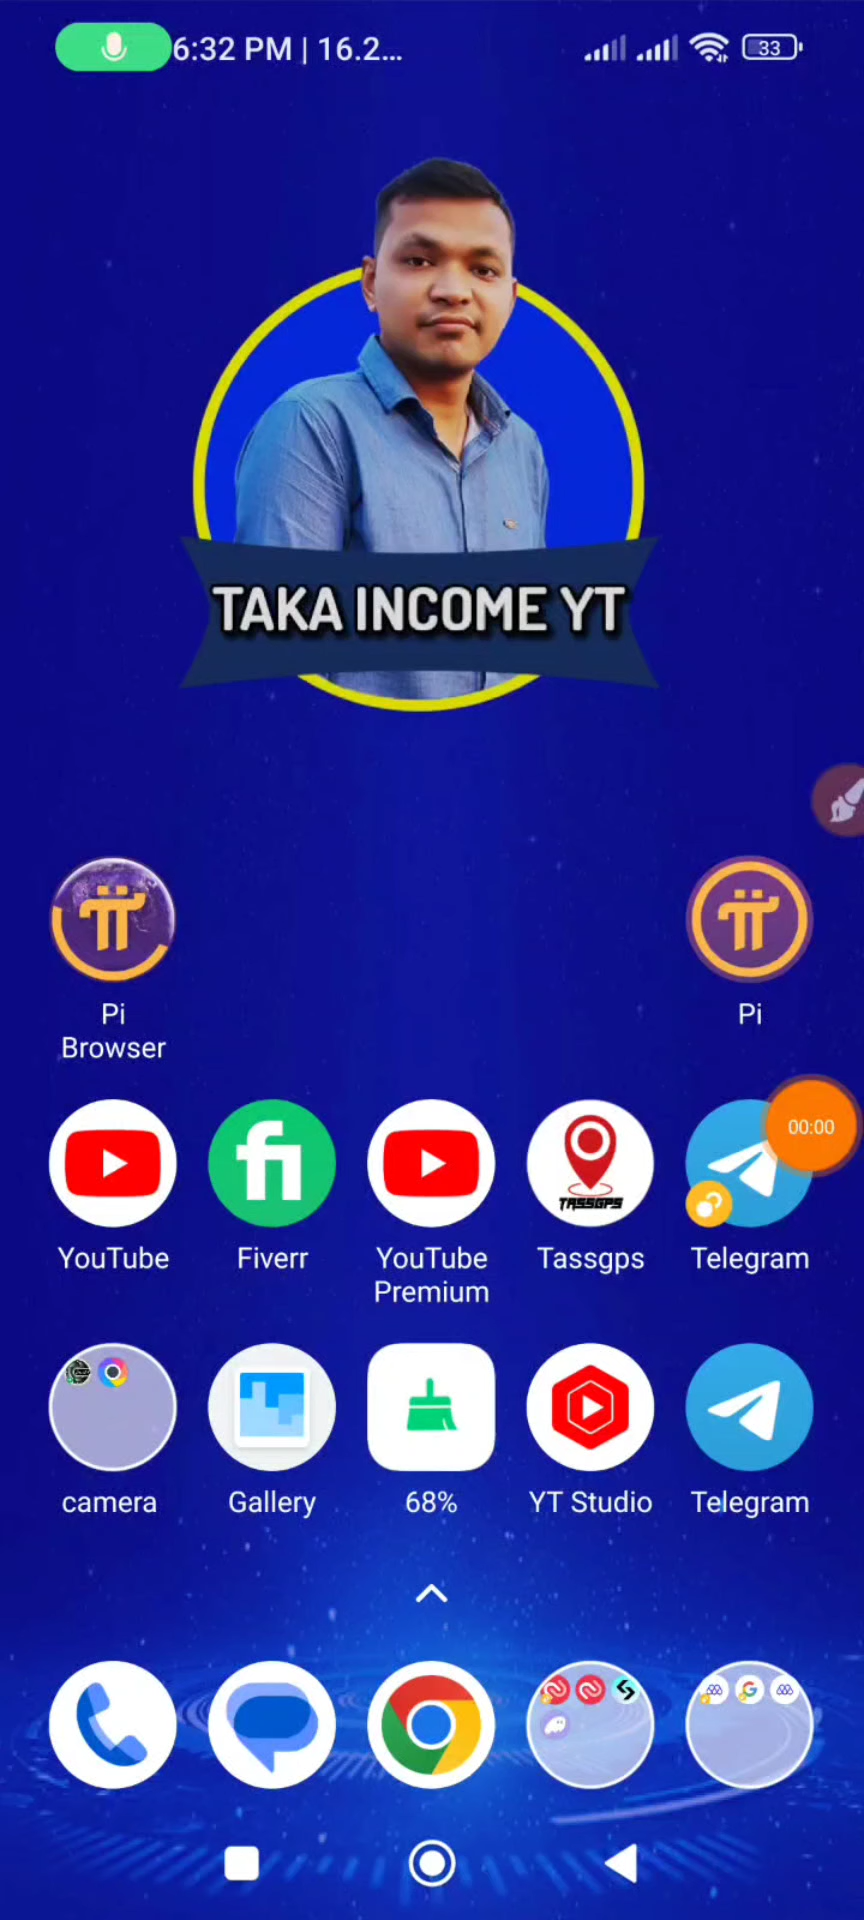 6:32 PM | 16.2...
33
TAKA INCOME YT
Pi
Browser
Pi
00:00
TASSGPS
YouTube
Fiverr
YouTube
Premium
Tassgps
Telegram
camera
Gallery
68%
YT Studio
Telegram